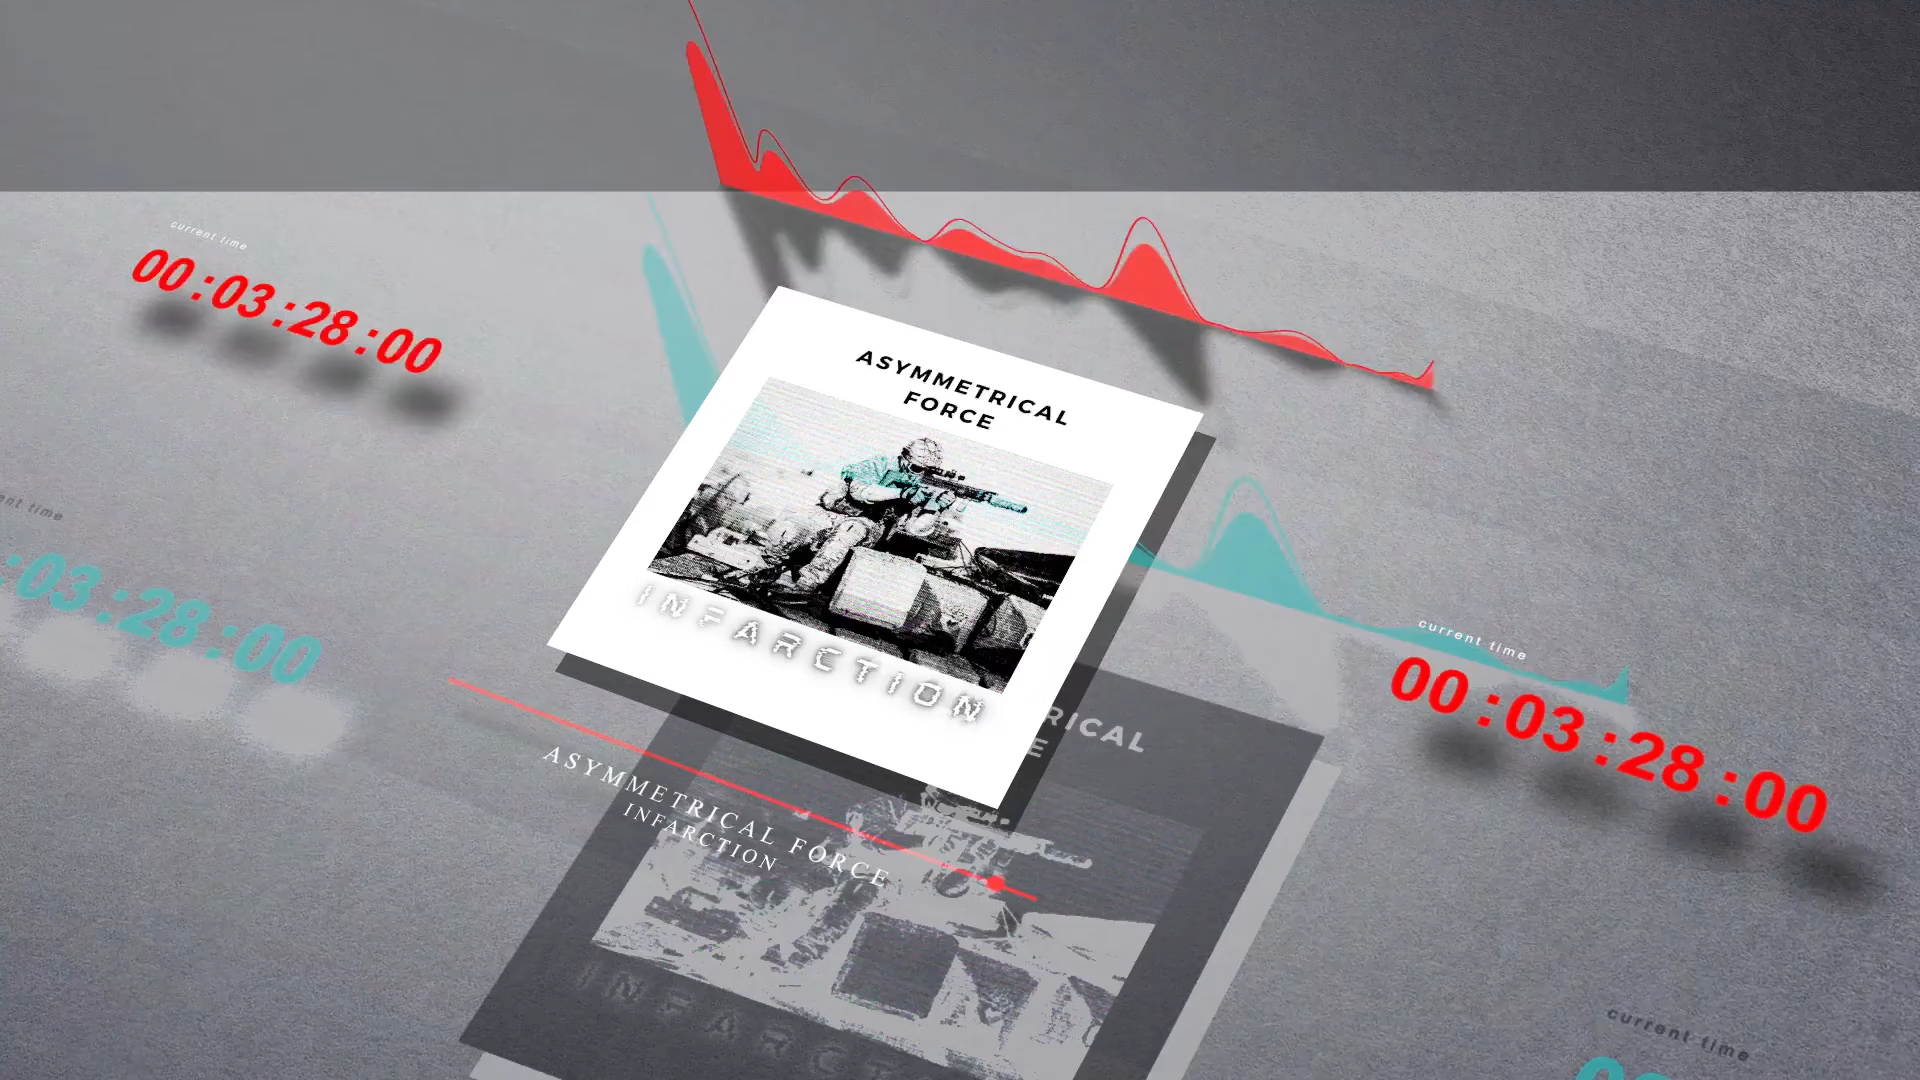 current time
00:03:28:00
ASYMMETRICAL
FORCE
INFARCTION
ent time
:03:28:00
current time
00:03:28:00
RICAL
E
ASYMMETRICAL FORCE
INFARCTION
INFARCT
current time